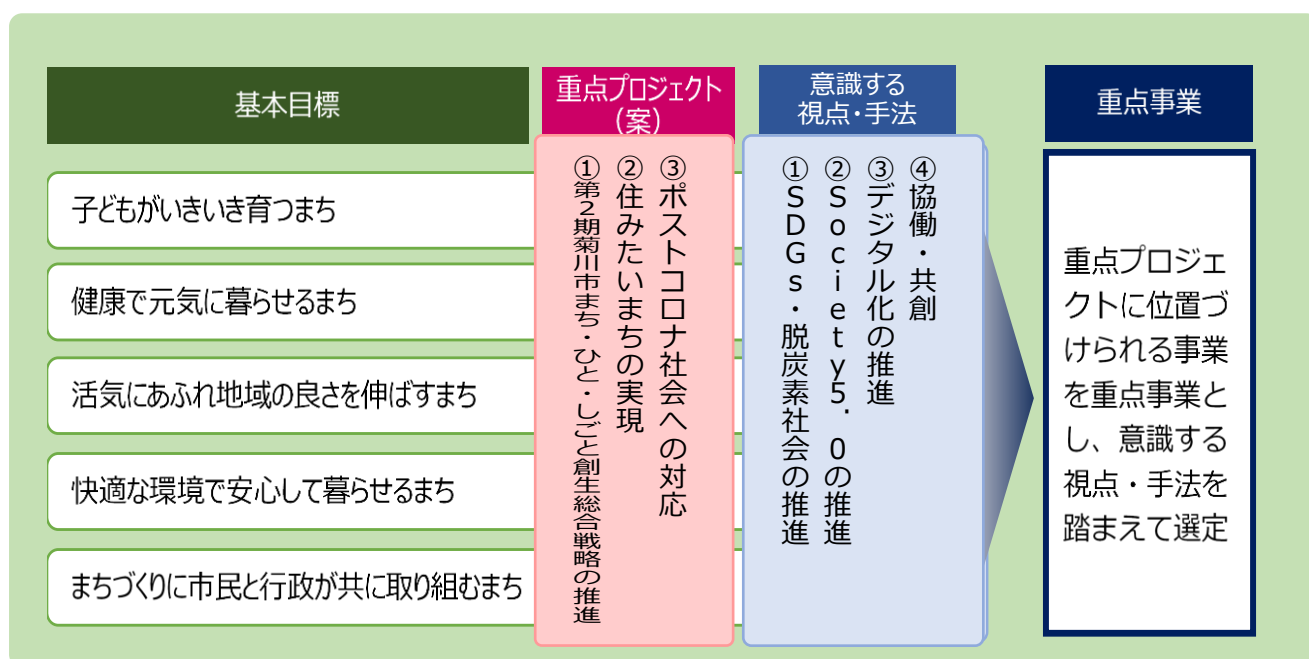 基本目標
子どもがいきいき育つまち
健康で元気に暮らせるまち
活気にあふれ地域の良さを伸ばすまち
快適な環境で安心して暮らせるまち
まちづくりに市民と行政が共に取り組むまち
重点プロジェクト
(案)
③ポストコロナ社会への対応
②住みたいまちの実現
①第2期菊川市まち・ひと・しごと創生総合戦略の推進
意識する
視点・手法
④協働・共創
③デジタル化の推進
②Society5.0の推進
①SDGs・脱炭素社会の推進
重点事業
重点プロジェ
クトに位置づ
けられる事業
を重点事業と
し、意識する
視点・手法を
踏まえて選定